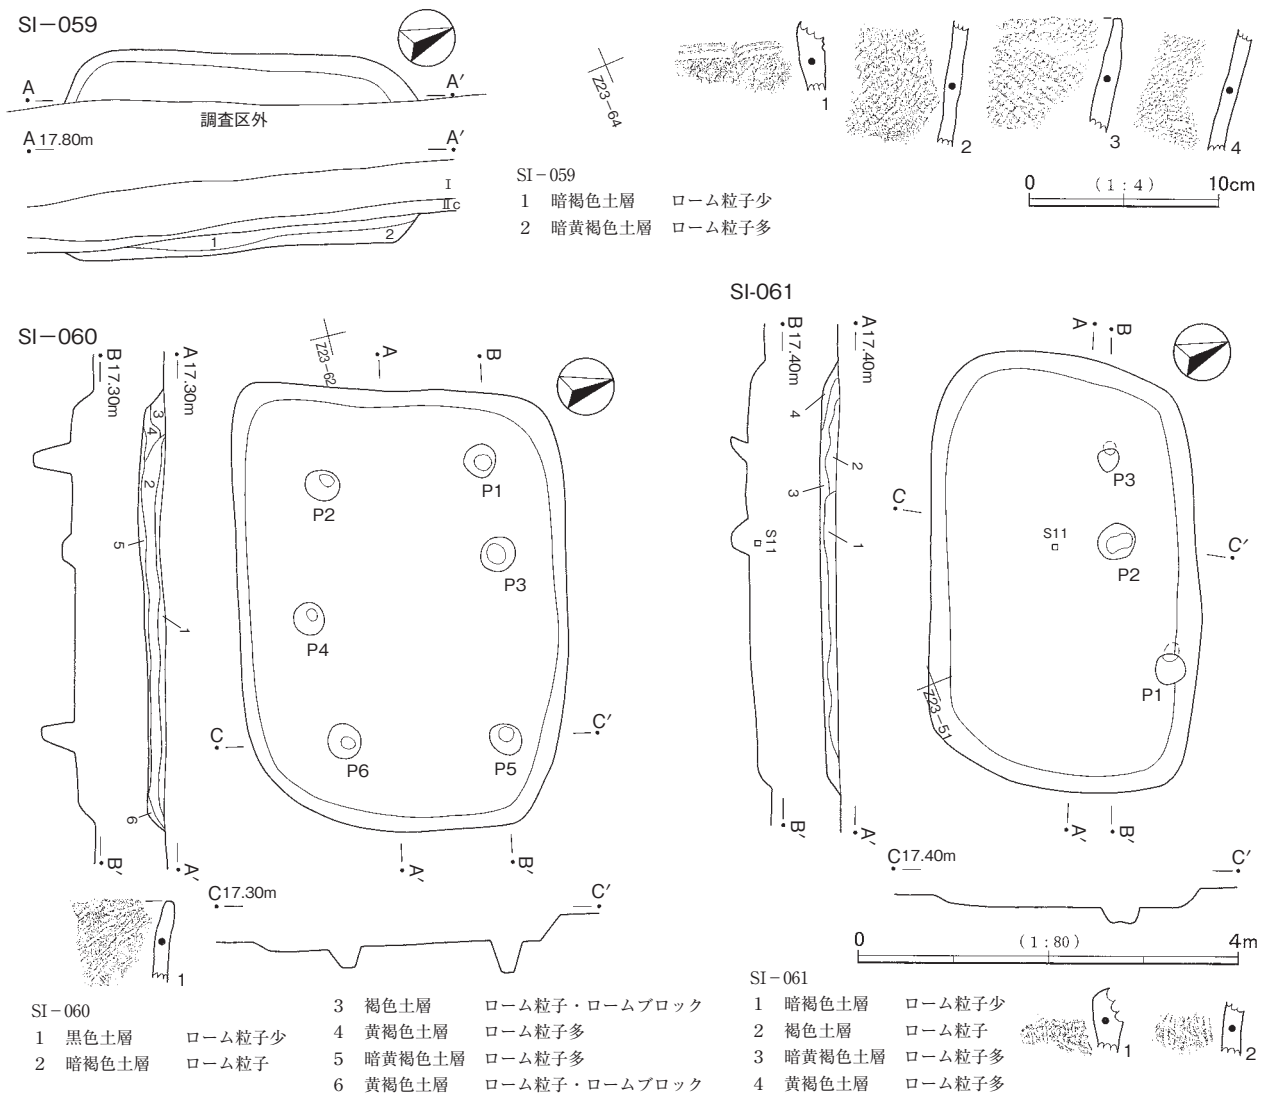 SI-059
A
A′
調査区外
A 17.80m
A′
I
Ⅱc
1
2
Z23-64
1
2
3
4
SI-059
1 暗褐色土層 ローム粒子少
2 暗黄褐色土層 ローム粒子多
0 (1:4) 10cm
SI-060
B 17.30m
A 17.30m
3
4
2
5
1
6
B′
A′
Z23-62
A
B
P1
P2
P3
P4
P5
P6
C
C′
A′
B′
C 17.30m
C′
1
SI-060
1 黒色土層 ローム粒子少
2 暗褐色土層 ローム粒子
3 褐色土層 ローム粒子・ロームブロック
4 黄褐色土層 ローム粒子多
5 暗黄褐色土層 ローム粒子多
6 黄褐色土層 ローム粒子・ロームブロック
SI-061
B 17.40m
A 17.40m
4
2
3
1
S11
B′
A′
A
B
P3
C
S11
P2
C′
P1
Z23-51
A′
B′
C 17.40m
C′
0 (1:80) 4m
SI-061
1 暗褐色土層 ローム粒子少
2 褐色土層 ローム粒子
3 暗黄褐色土層 ローム粒子多
4 黄褐色土層 ローム粒子多
1
2